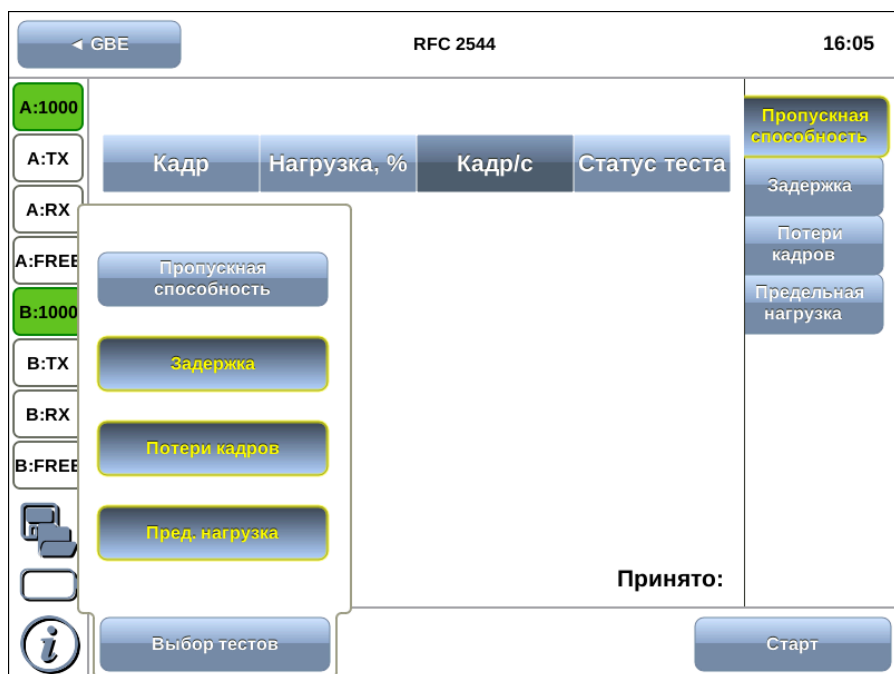 ◄ GBE
RFC 2544
16:05
A:1000
A:TX
A:RX
A:FREE
B:1000
B:TX
B:RX
B:FREE
Кадр
Нагрузка, %
Кадр/с
Статус теста
Пропускная
способность
Задержка
Потери
кадров
Предельная
нагрузка
Пропускная
способность
Задержка
Потери кадров
Пред. нагрузка
Принято:
i
Выбор тестов
Старт